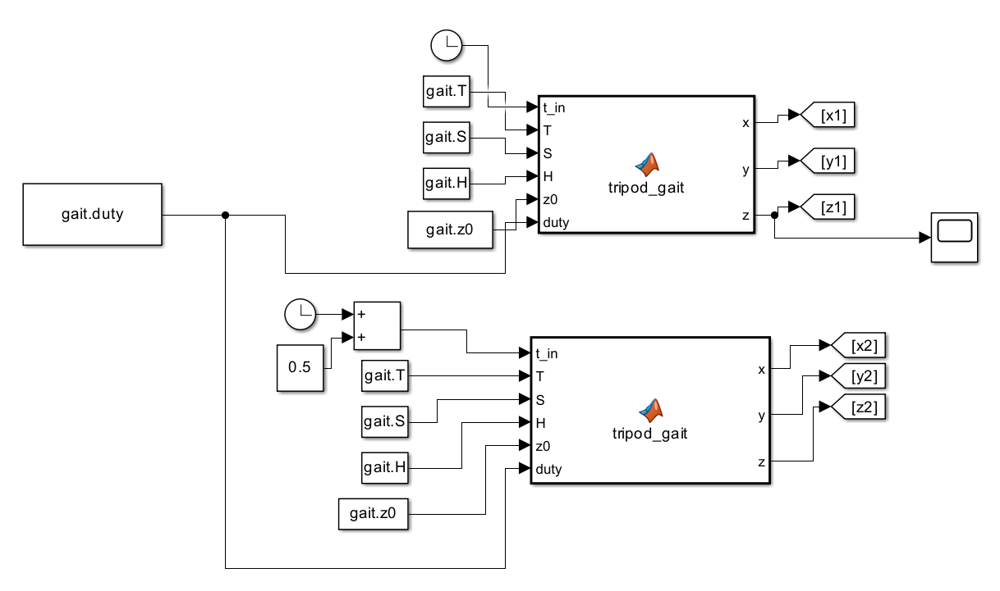 gait.T
gait.S
gait.H
gait.z0
gait.duty
t_in
T
S
H
z0
duty
tripod_gait
x
y
z
[x1]
[y1]
[z1]
+
+
0.5
gait.T
gait.S
gait.H
gait.z0
t_in
T
S
H
z0
duty
tripod_gait
x
y
z
[x2]
[y2]
[z2]